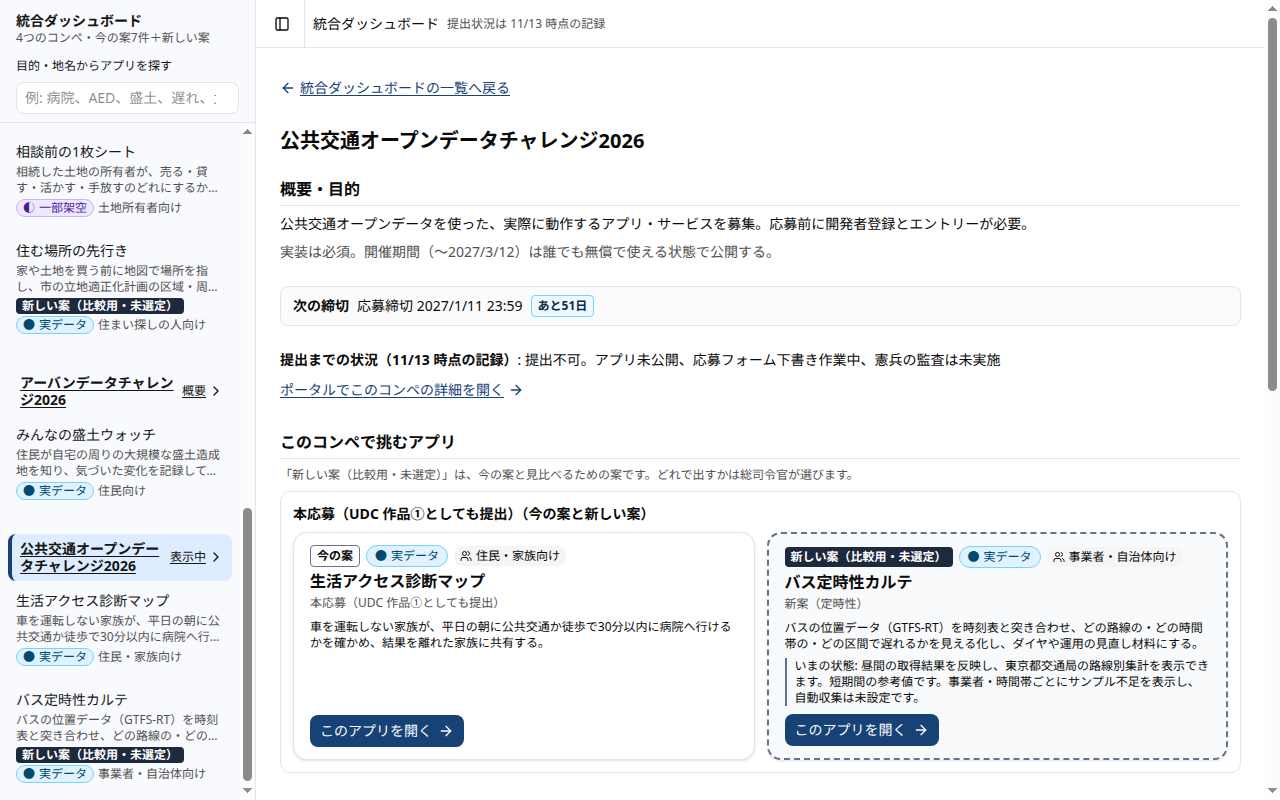 統合ダッシュボード
4つのコンペ・今の案7件+新しい案
目的・地名からアプリを探す
例: 病院、AED、盛土、遅れ、
相談前の1枚シート
相続した土地の所有者が、売る・貸
す・活かす・手放すのどれにするか…
一部架空 土地所有者向け
住む場所の先行き
家や土地を買う前に地図で場所を指
し、市の立地適正化計画の区域・周…
新しい案（比較用・未選定）
実データ 住まい探しの人向け
アーバンデータチャレン
ジ2026
概要
みんなの盛土ウォッチ
住民が自宅の周りの大規模な盛土造成
地を知り、気づいた変化を記録して…
実データ 住民向け
公共交通オープンデー
タチャレンジ2026
表示中
生活アクセス診断マップ
車を運転しない家族が、平日の朝に公
共交通か徒歩で30分以内に病院へ行…
実データ 住民・家族向け
バス定時性カルテ
バスの位置データ（GTFS-RT）を時刻
表と突き合わせ、どの路線・どの…
新しい案（比較用・未選定）
実データ 事業者・自治体向け
統合ダッシュボード 提出状況は 11/13 時点の記録
← 統合ダッシュボードの一覧へ戻る
公共交通オープンデータチャレンジ2026
概要・目的
公共交通オープンデータを使った、実際に動作するアプリ・サービスを募集。応募前に開発者登録とエントリーが必要。
実装は必須。開催期間（〜2027/3/12）は誰でも無償で使える状態で公開する。
次の締切 応募締切 2027/1/11 23:59 あと51日
提出までの状況（11/13 時点の記録）: 提出不可。アプリ未公開、応募フォーム下書き作業中、憲兵の監査は未実施
ポータルでこのコンペの詳細を開く →
このコンペで挑むアプリ
「新しい案（比較用・未選定）」は、今の案と見比べるための案です。どれで出すかは総司令官が選びます。
本応募（UDC 作品①としても提出）（今の案と新しい案）
今の案 実データ 住民・家族向け
生活アクセス診断マップ
本応募（UDC 作品①としても提出）
車を運転しない家族が、平日の朝に公共交通か徒歩で30分以内に病院へ行ける
かを確かめ、結果を離れた家族に共有する。
このアプリを開く →
新しい案（比較用・未選定） 実データ 事業者・自治体向け
バス定時性カルテ
新案（定時性）
バスの位置データ（GTFS-RT）を時刻表と突き合わせ、どの路線の・どの時間
帯の・どの区間で遅れるかを見える化し、ダイヤや運用の見直し材料にする。
いまの状態: 昼間の取得結果を反映し、東京都交通局の路線別集計を表示でき
ます。短期間の参考値です。事業者・時間帯ごとにサンプル不足を表示し、
自動収集は未設定です。
このアプリを開く →